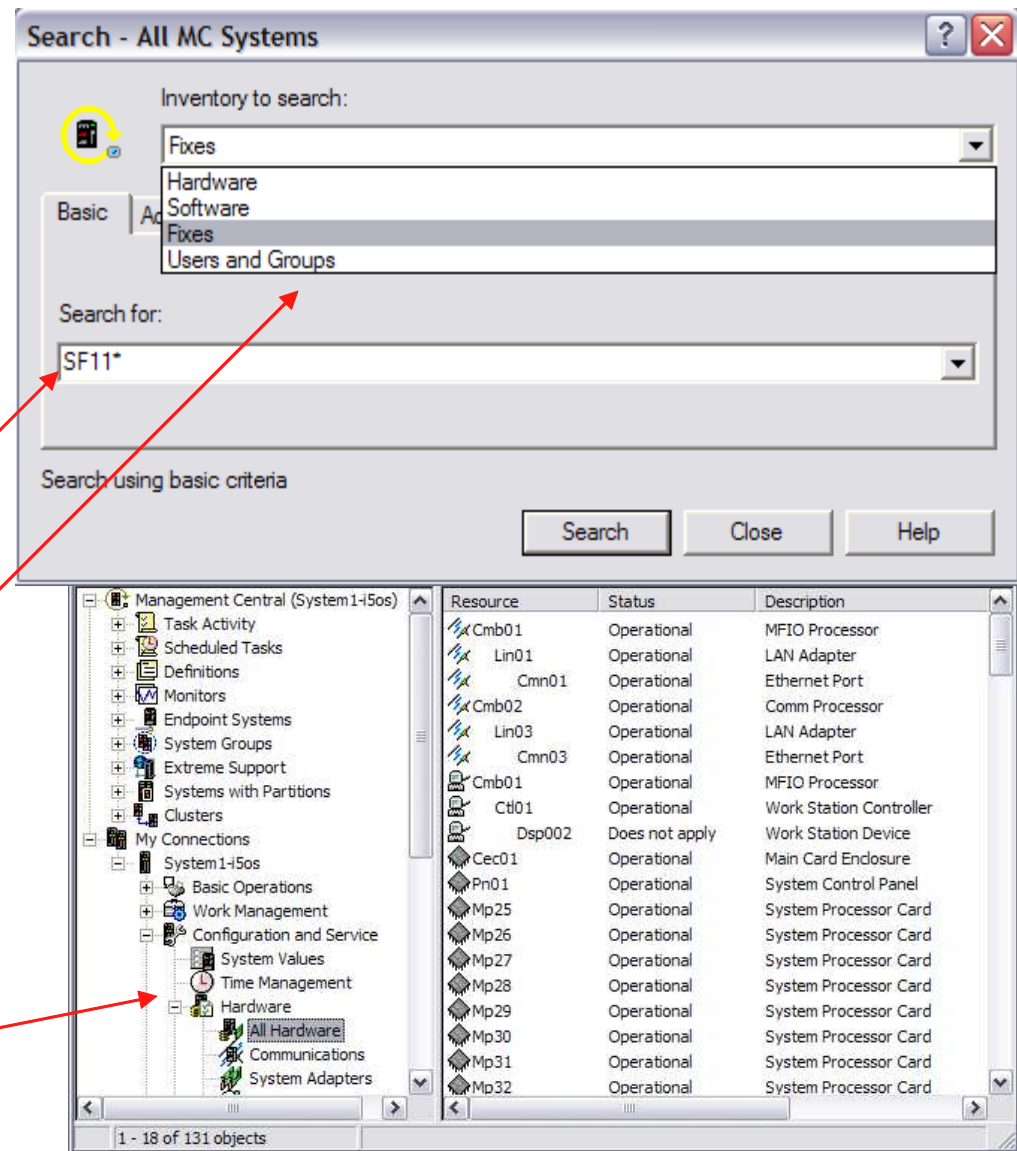 Search - All MC Systems
Inventory to search:
Fixes
Hardware
Software
Fixes
Users and Groups
Basic
Search for:
SF11*
Search using basic criteria
Search
Close
Help
Management Central (System1-i5os)
Task Activity
Scheduled Tasks
Definitions
Monitors
Endpoint Systems
System Groups
Extreme Support
Systems with Partitions
Clusters
My Connections
System1-i5os
Basic Operations
Work Management
Configuration and Service
System Values
Time Management
Hardware
All Hardware
Communications
System Adapters
Resource Status Description
Cmb01 Operational MFIO Processor
Lin01 Operational LAN Adapter
Cmn01 Operational Ethernet Port
Cmb02 Operational Comm Processor
Lin03 Operational LAN Adapter
Cmn03 Operational Ethernet Port
Cmb01 Operational MFIO Processor
Ctl01 Operational Work Station Controller
Dsp002 Does not apply Work Station Device
Cec01 Operational Main Card Enclosure
Pn01 Operational System Control Panel
Mp25 Operational System Processor Card
Mp26 Operational System Processor Card
Mp27 Operational System Processor Card
Mp28 Operational System Processor Card
Mp29 Operational System Processor Card
Mp30 Operational System Processor Card
Mp31 Operational System Processor Card
Mp32 Operational System Processor Card
1 - 18 of 131 objects